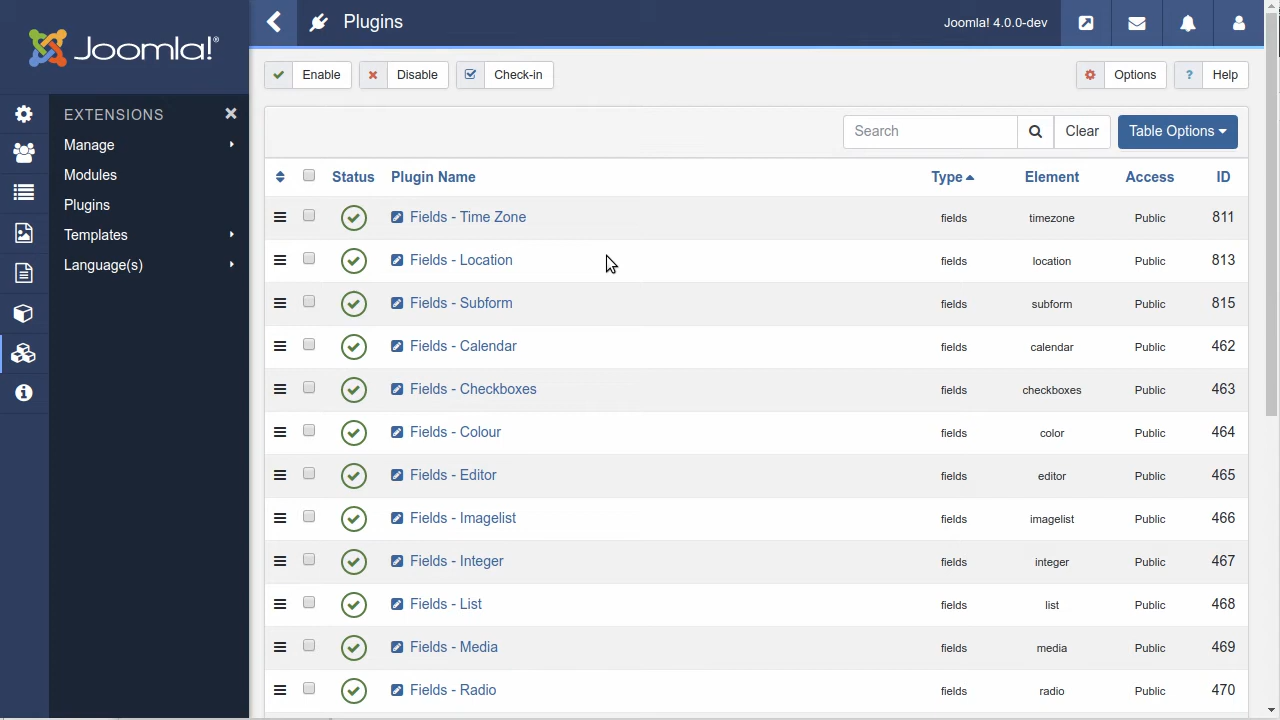 Joomla!
Plugins
Joomla! 4.0.0-dev
Enable
Disable
Check-in
Options
? Help
EXTENSIONS
Manage
Modules
Plugins
Templates
Language(s)
Search
Clear
Table Options
Status Plugin Name Type Element Access ID
Fields - Time Zone fields timezone Public 811
Fields - Location fields location Public 813
Fields - Subform fields subform Public 815
Fields - Calendar fields calendar Public 462
Fields - Checkboxes fields checkboxes Public 463
Fields - Colour fields color Public 464
Fields - Editor fields editor Public 465
Fields - Imagelist fields imagelist Public 466
Fields - Integer fields integer Public 467
Fields - List fields list Public 468
Fields - Media fields media Public 469
Fields - Radio fields radio Public 470